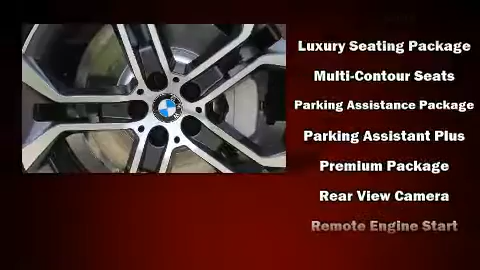 Luxury Seating Package
Multi-Contour Seats
Parking Assistance Package
Parking Assistant Plus
Premium Package
Rear View Camera
Remote Engine Start